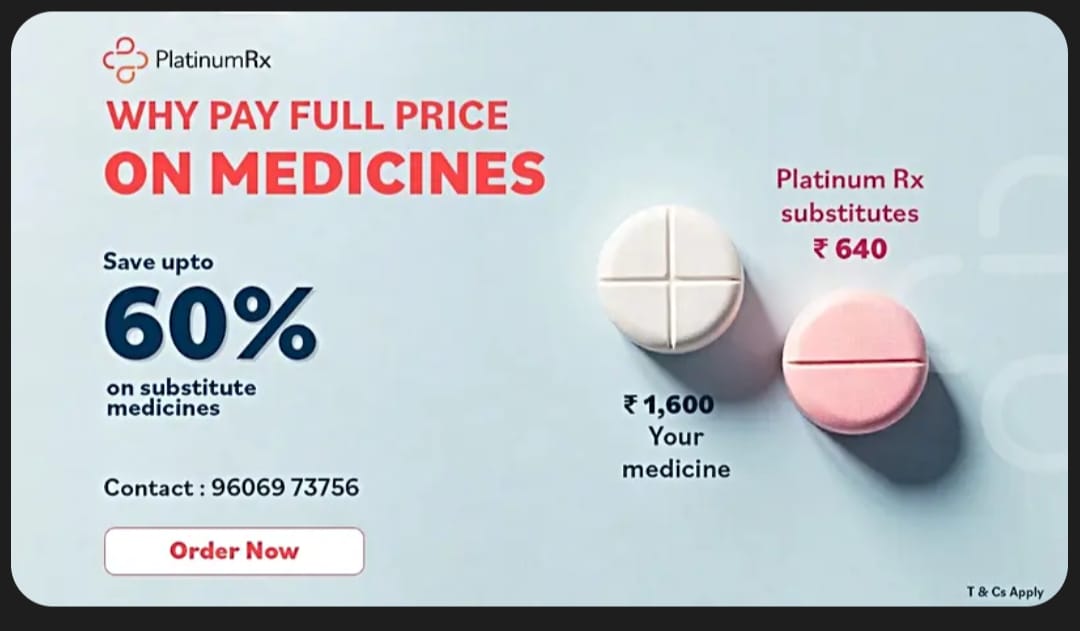 PlatinumRx
WHY PAY FULL PRICE
ON MEDICINES
Save upto
60%
on substitute
medicines
Contact : 96069 73756
Order Now
Platinum Rx
substitutes
₹ 640
₹ 1,600
Your
medicine
T & Cs Apply